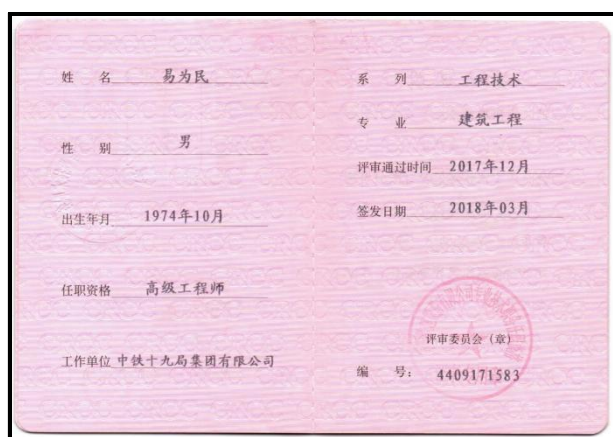 姓 名 易为民
性 别 男
出生年月 1974年10月
任职资格 高级工程师
工作单位 中铁十九局集团有限公司
系 列 工程技术
专 业 建筑工程
评审通过时间 2017年12月
签发日期 2018年03月
评审委员会（章）
编 号： 4409171583